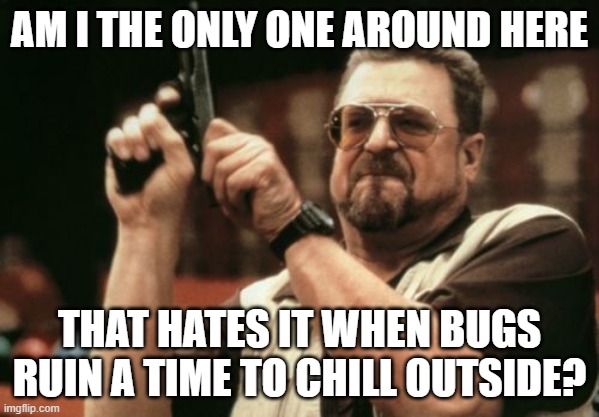 AM I THE ONLY ONE AROUND HERE
THAT HATES IT WHEN BUGS
RUIN A TIME TO CHILL OUTSIDE?
imgflip.com